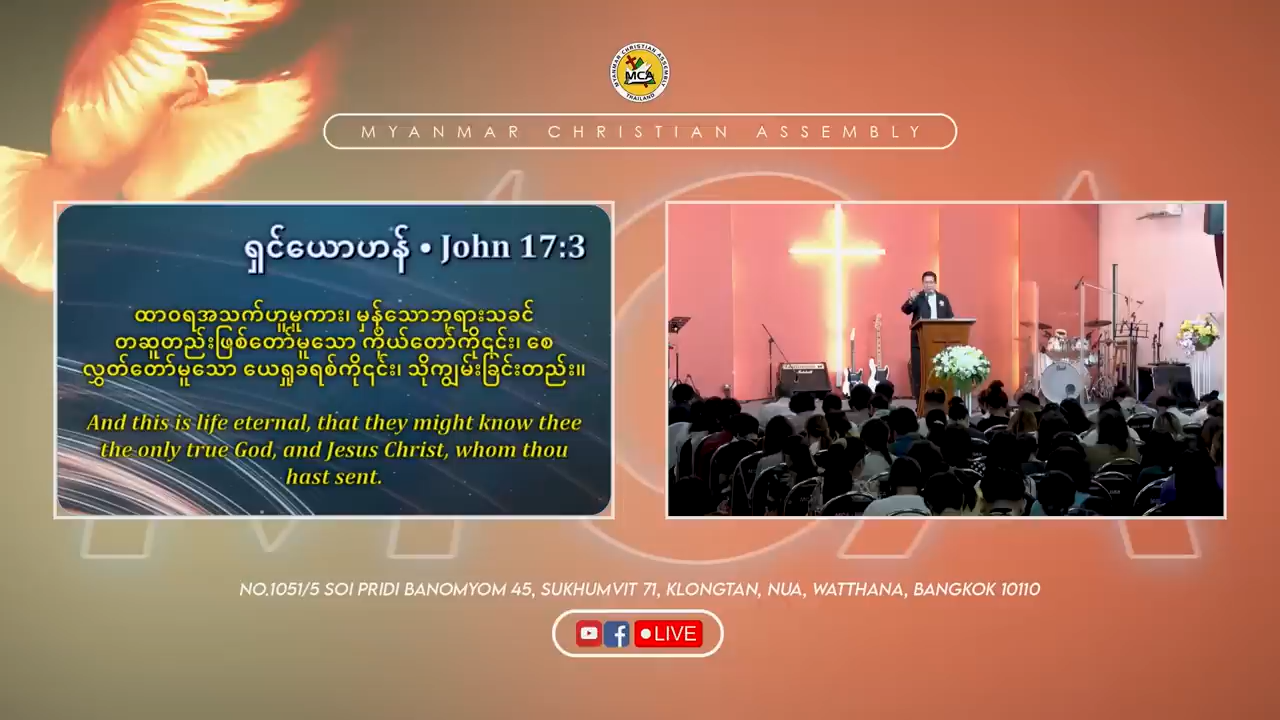 MYANMAR CHRISTIAN ASSEMBLY
MCA
THAILAND
MYANMAR CHRISTIAN ASSEMBLY
ရှင်ယောဟန် • John 17:3
ထာဝရအသက်ဟူမူကား၊ မှန်သောဘုရားသခင်
တဆူတည်းဖြစ်တော်မူသော ကိုယ်တော်ကို၎င်း၊ စေ
လွှတ်တော်မူသော ယေရှုခရစ်ကို၎င်း၊ သိကျွမ်းခြင်းတည်း။
And this is life eternal, that they might know thee
the only true God, and Jesus Christ, whom thou
hast sent.
MCA
NO.1051/5 SOI PRIDI BANOMYOM 45, SUKHUMVIT 71, KLONGTAN, NUA, WATTHANA, BANGKOK 10110
LIVE